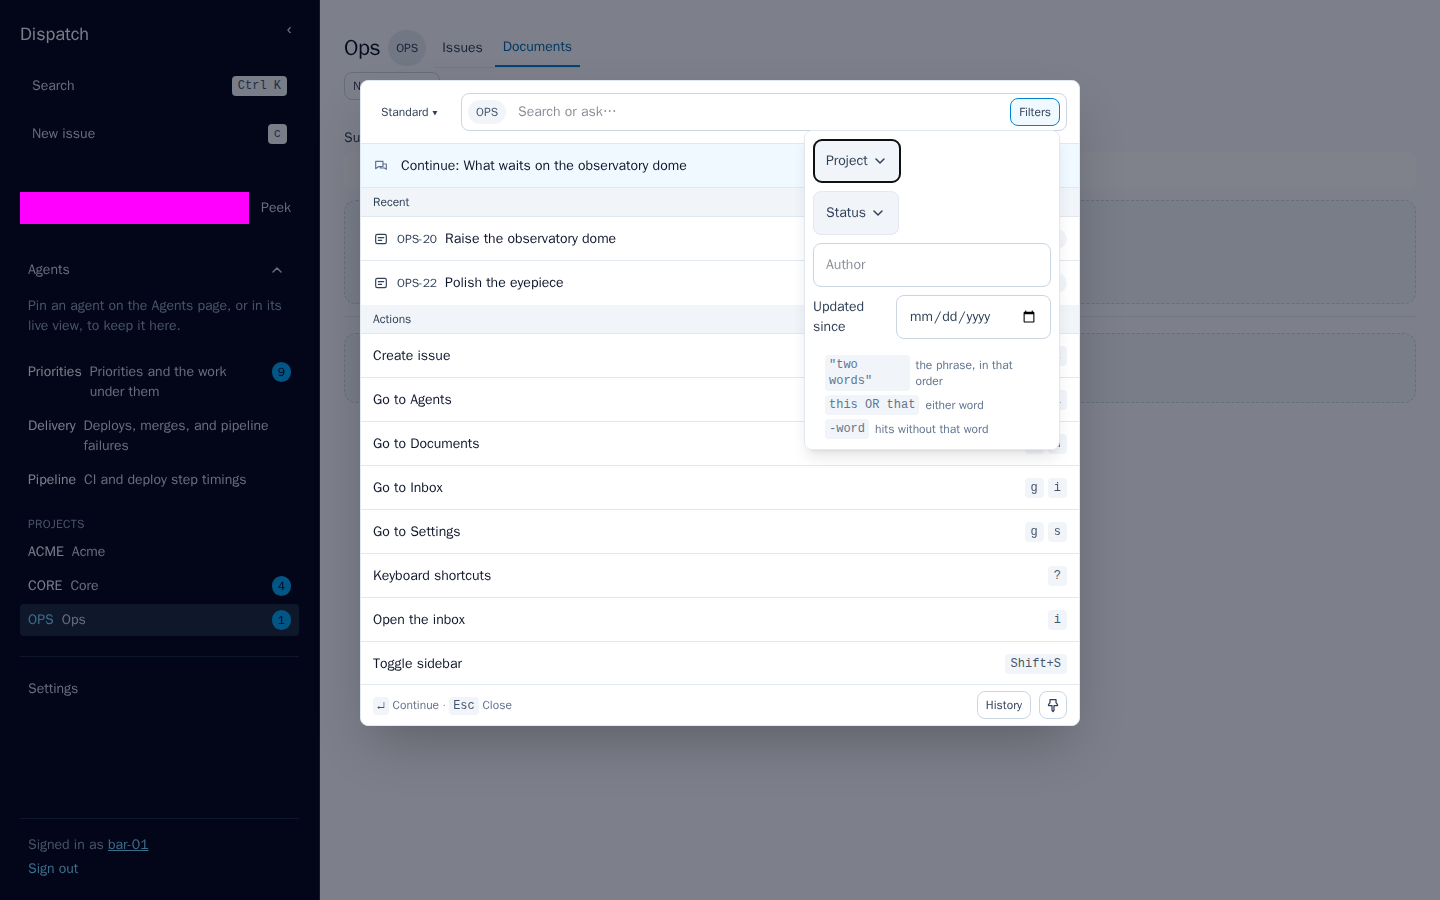 Dispatch
Search
Ctrl K
New issue
C
Peek
Agents
Pin an agent on the Agents page, or in its
live view, to keep it here.
Priorities Priorities and the work
under them
9
Delivery Deploys, merges, and pipeline
failures
Pipeline CI and deploy step timings
PROJECTS
ACME Acme
CORE Core 4
OPS Ops 1
Settings
Signed in as bar-01
Sign out
Ops OPS Issues Documents
Standard
OPS Search or ask…
Filters
Continue: What waits on the observatory dome
Recent
OPS-20 Raise the observatory dome
OPS-22 Polish the eyepiece
Actions
Create issue
Go to Agents
Go to Documents
Go to Inbox g i
Go to Settings g s
Keyboard shortcuts ?
Open the inbox i
Toggle sidebar Shift+S
↵ Continue · Esc Close
History
Project
Status
Author
Updated
since
mm/dd/yyyy
"two
words"
the phrase, in that
order
this OR that either word
-word hits without that word